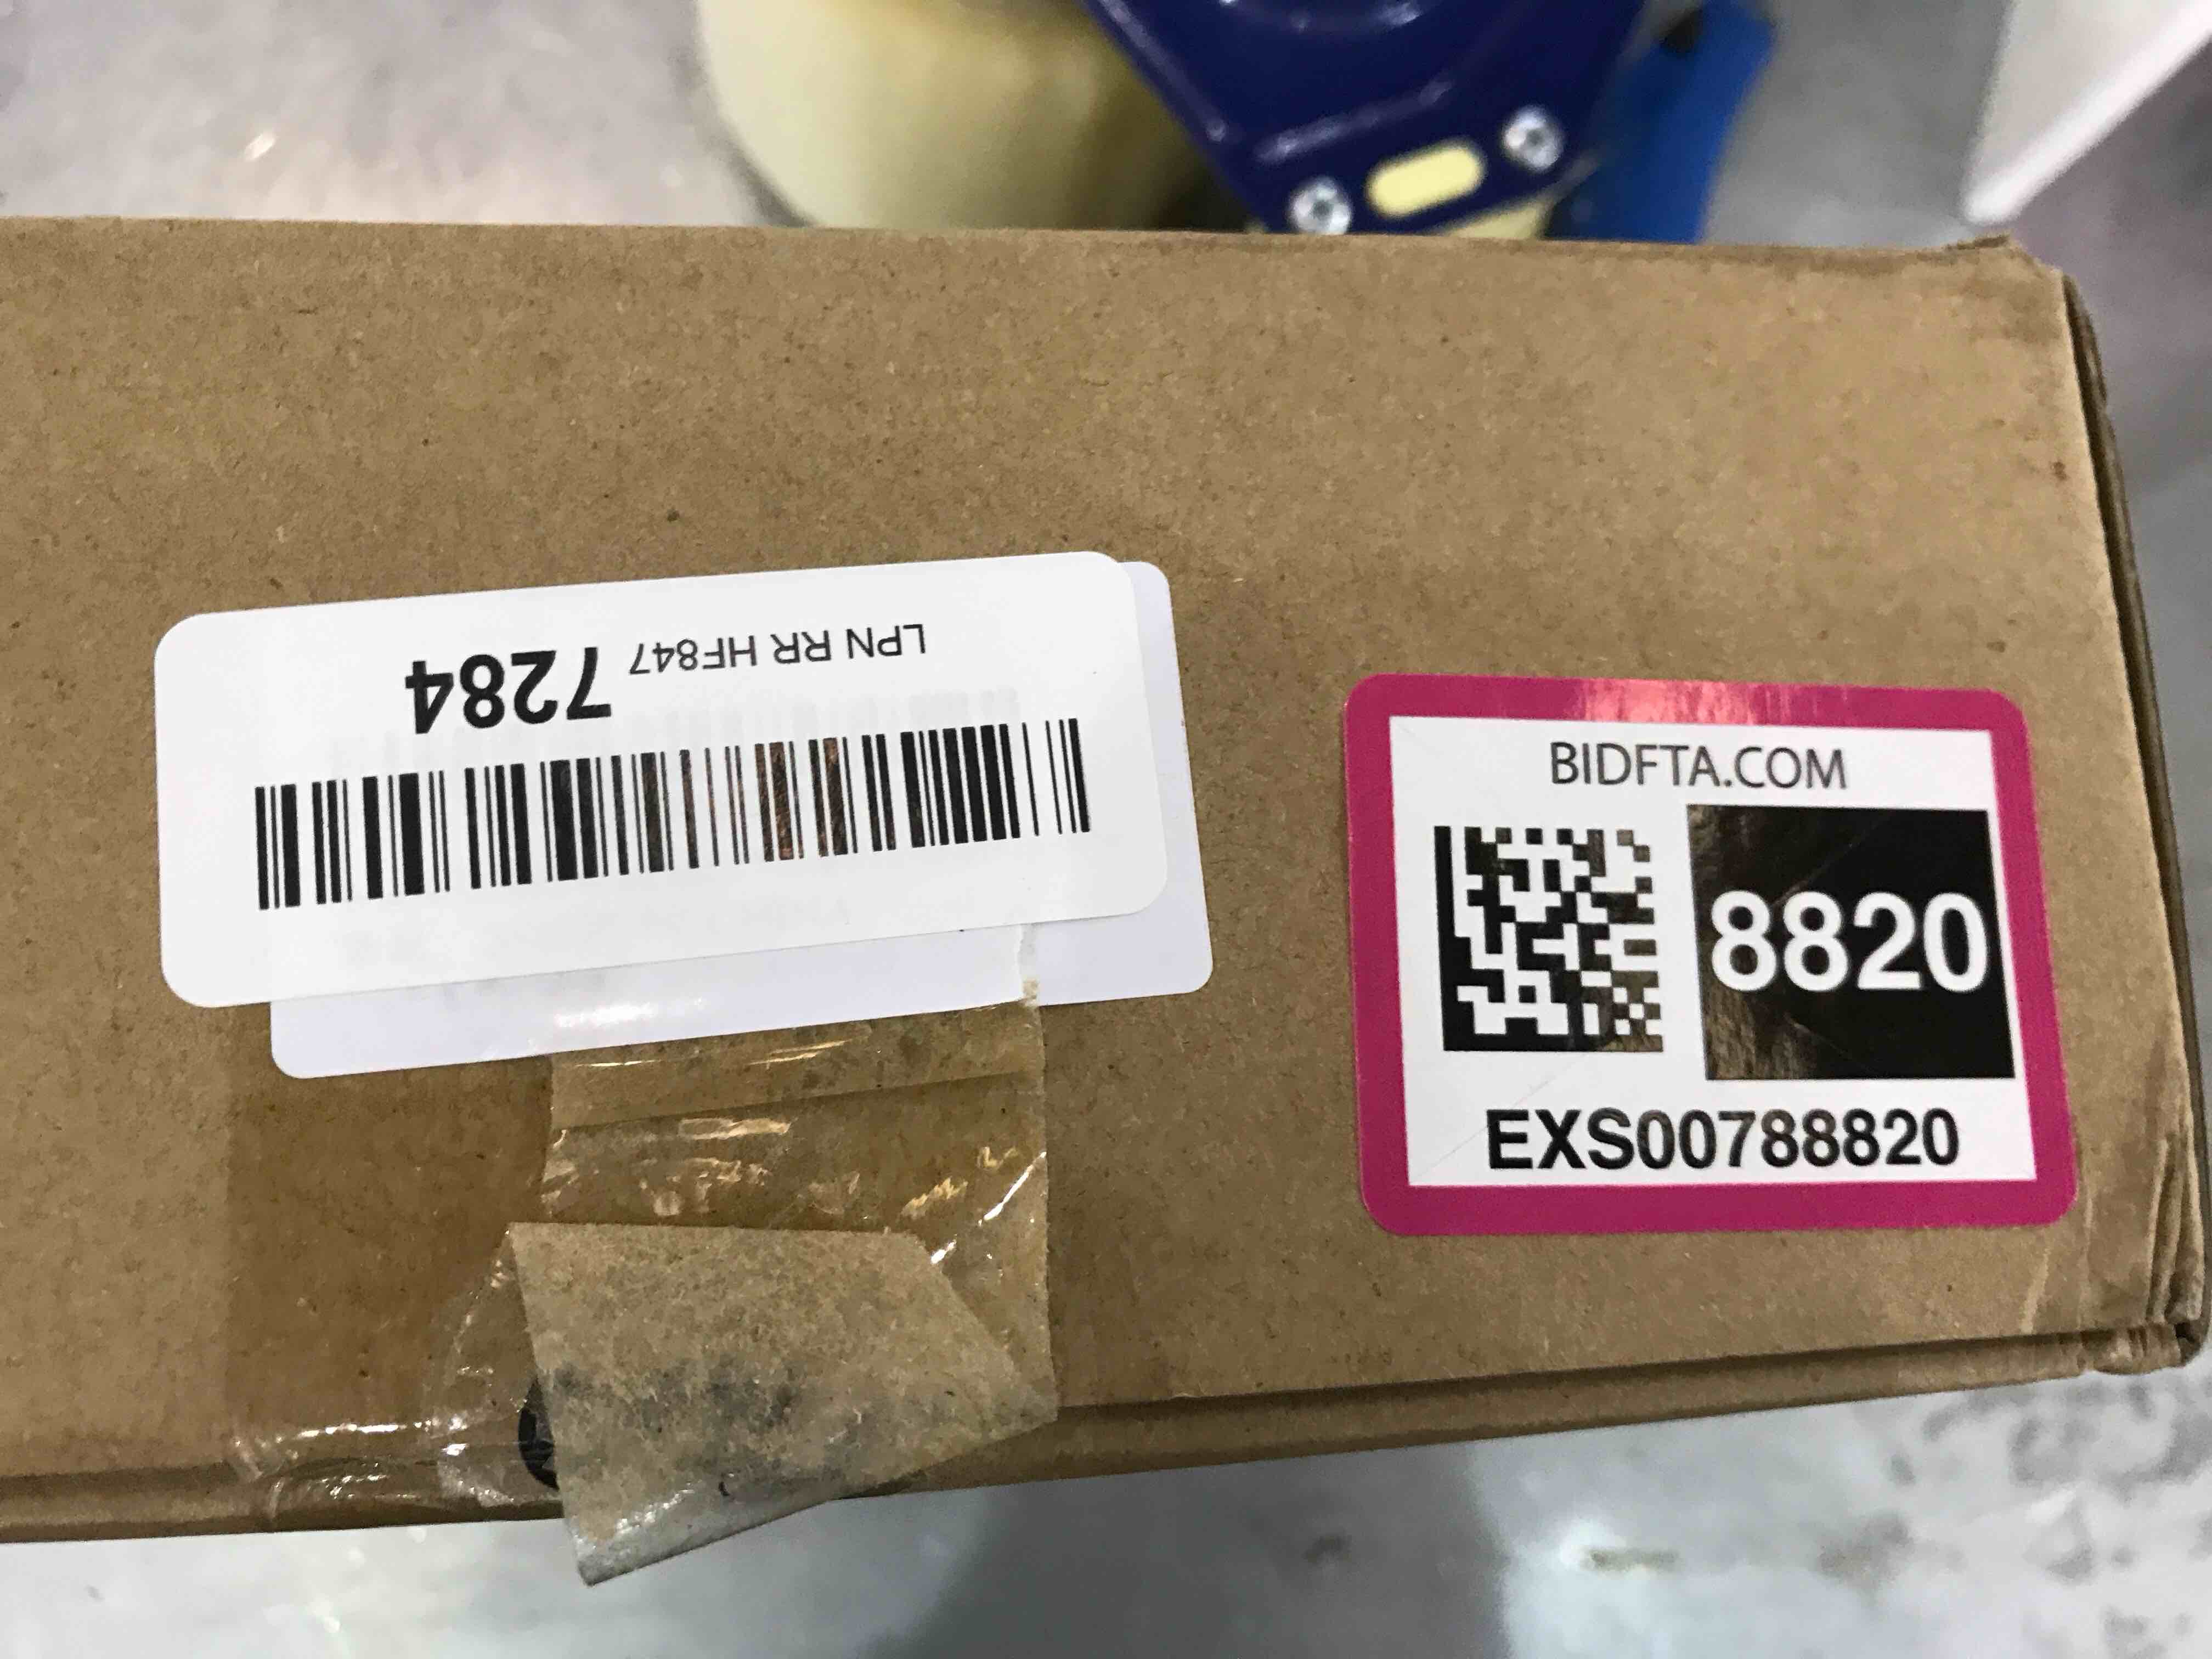 LPN RR HF847 7284
BIDFTA.COM
8820
EXS00788820